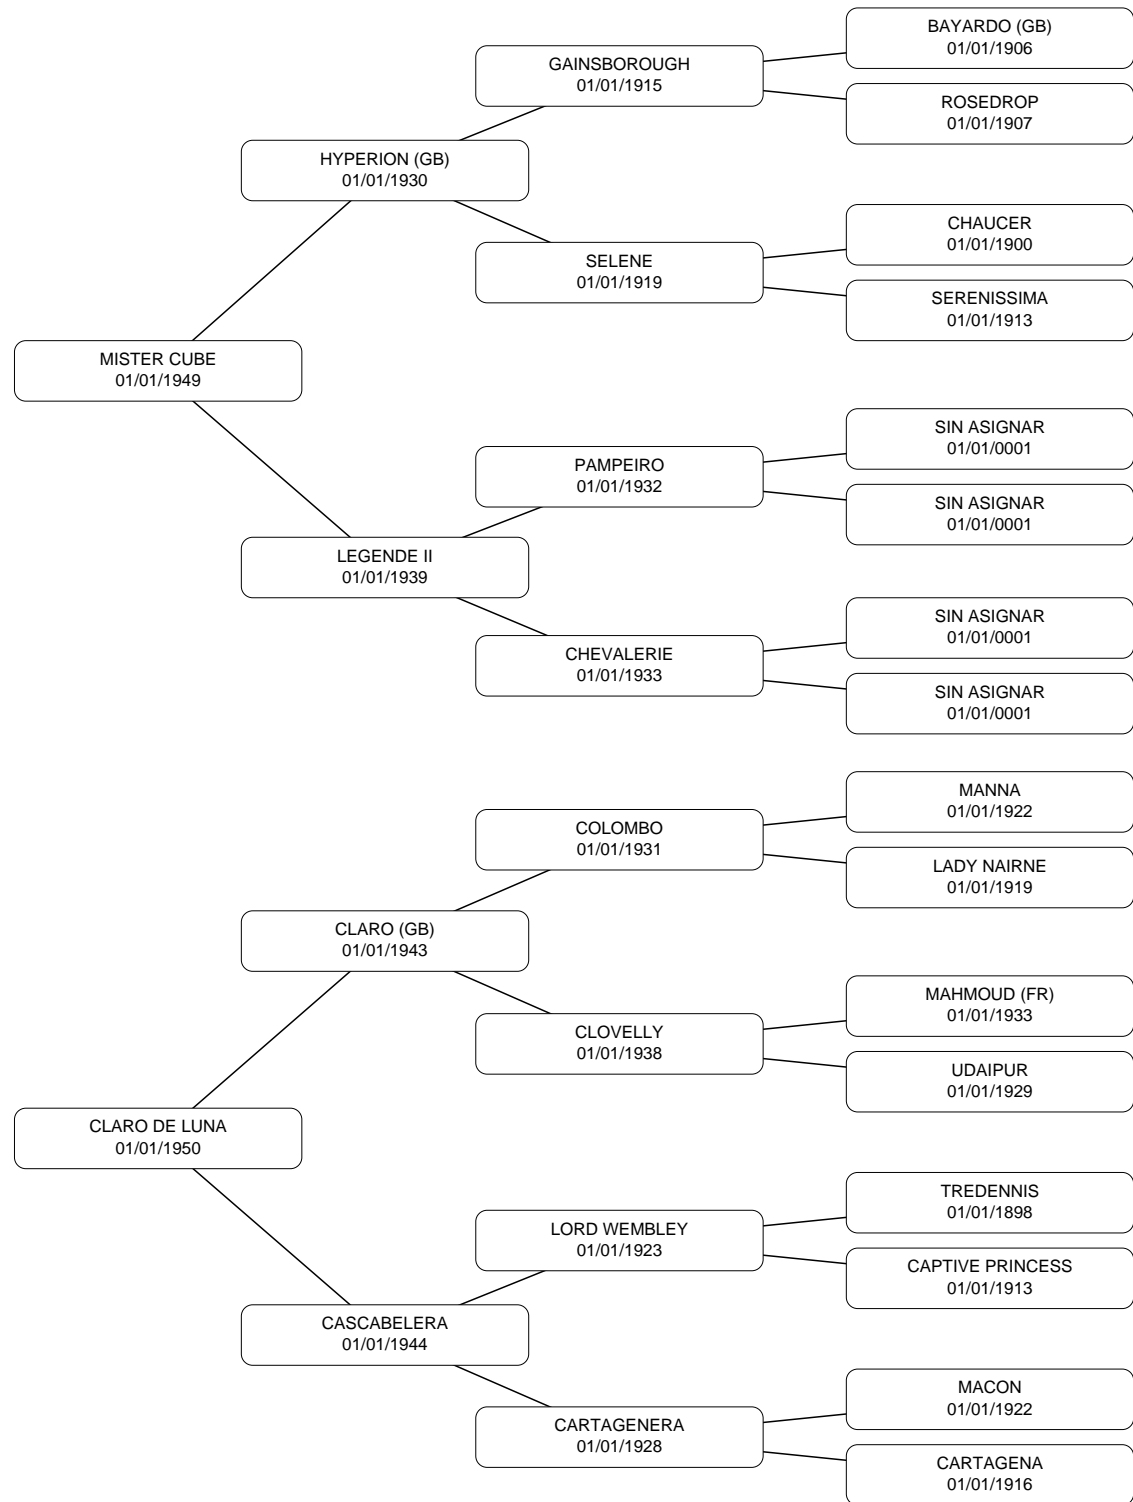 BAYARDO (GB)
01/01/1906
GAINSBOROUGH
01/01/1915
ROSEDROP
01/01/1907
HYPERION (GB)
01/01/1930
CHAUCER
01/01/1900
SELENE
01/01/1919
SERENISSIMA
01/01/1913
MISTER CUBE
01/01/1949
SIN ASIGNAR
01/01/0001
PAMPEIRO
01/01/1932
SIN ASIGNAR
01/01/0001
LEGENDE II
01/01/1939
SIN ASIGNAR
01/01/0001
CHEVALERIE
01/01/1933
SIN ASIGNAR
01/01/0001
MANNA
01/01/1922
COLOMBO
01/01/1931
LADY NAIRNE
01/01/1919
CLARO (GB)
01/01/1943
MAHMOUD (FR)
01/01/1933
CLOVELLY
01/01/1938
UDAIPUR
01/01/1929
CLARO DE LUNA
01/01/1950
TREDENNIS
01/01/1898
LORD WEMBLEY
01/01/1923
CAPTIVE PRINCESS
01/01/1913
CASCABELERA
01/01/1944
MACON
01/01/1922
CARTAGENERA
01/01/1928
CARTAGENA
01/01/1916